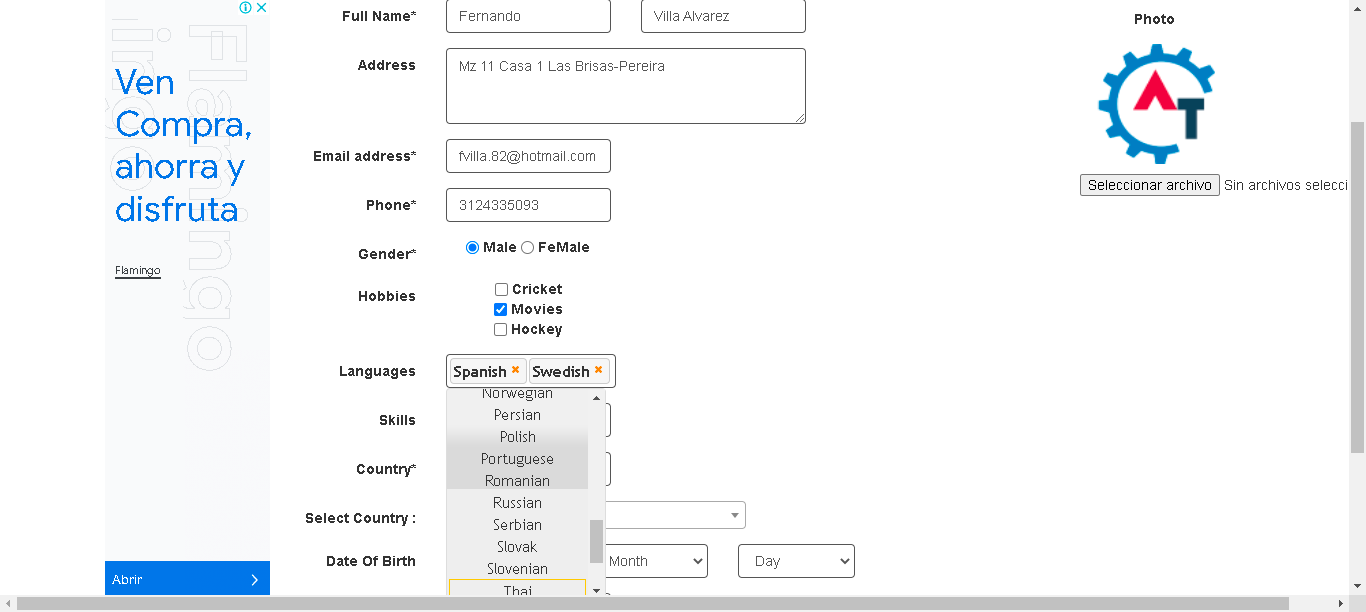 Ven
Compra,
ahorra y
disfruta
Flamingo
Flamingo
Abrir
Full Name* Fernando Villa Alvarez
Address Mz 11 Casa 1 Las Brisas-Pereira
Email address* fvilla.82@hotmail.com
Phone* 3124335093
Gender* Male FeMale
Hobbies Cricket
Movies
Hockey
Languages Spanish Swedish
Norwegian
Persian
Skills
Polish
Portuguese
Country*
Romanian
Russian
Select Country :
Serbian
Slovak
Date Of Birth Month Day
Slovenian
Thai
Photo
AT
Seleccionar archivo Sin archivos selecci